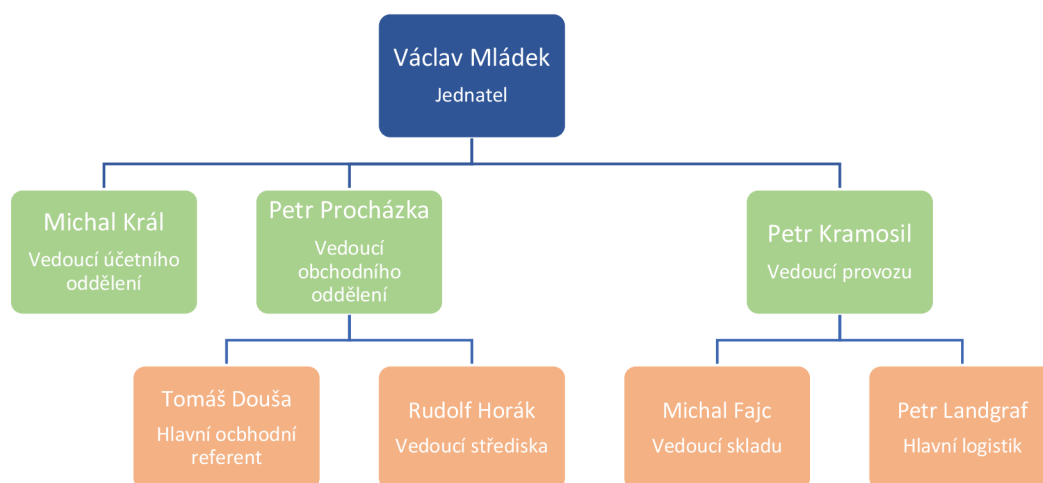 Václav Mládek
Jednatel
Michal Král
Vedoucí účetního
oddělení
Petr Procházka
Vedoucí
obchodního
oddělení
Petr Kramosil
Vedoucí provozu
Tomáš Douša
Hlavní ocbhodní
referent
Rudolf Horák
Vedoucí střediska
Michal Fajc
Vedoucí skladu
Petr Landgraf
Hlavní logistik